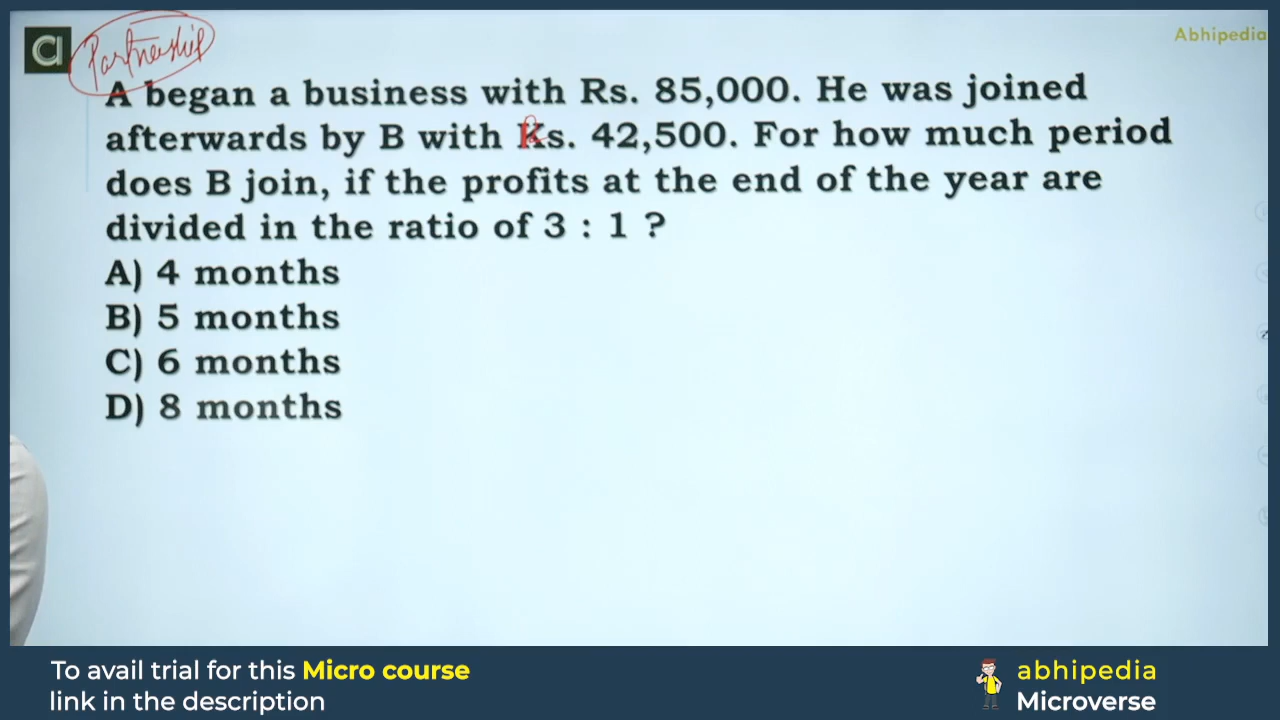 Partnership
Abhipedia
A began a business with Rs. 85,000. He was joined
afterwards by B with Rs. 42,500. For how much period
does B join, if the profits at the end of the year are
divided in the ratio of 3 : 1 ?
A) 4 months
B) 5 months
C) 6 months
D) 8 months
To avail trial for this Micro course
link in the description
abhipedia
Microverse